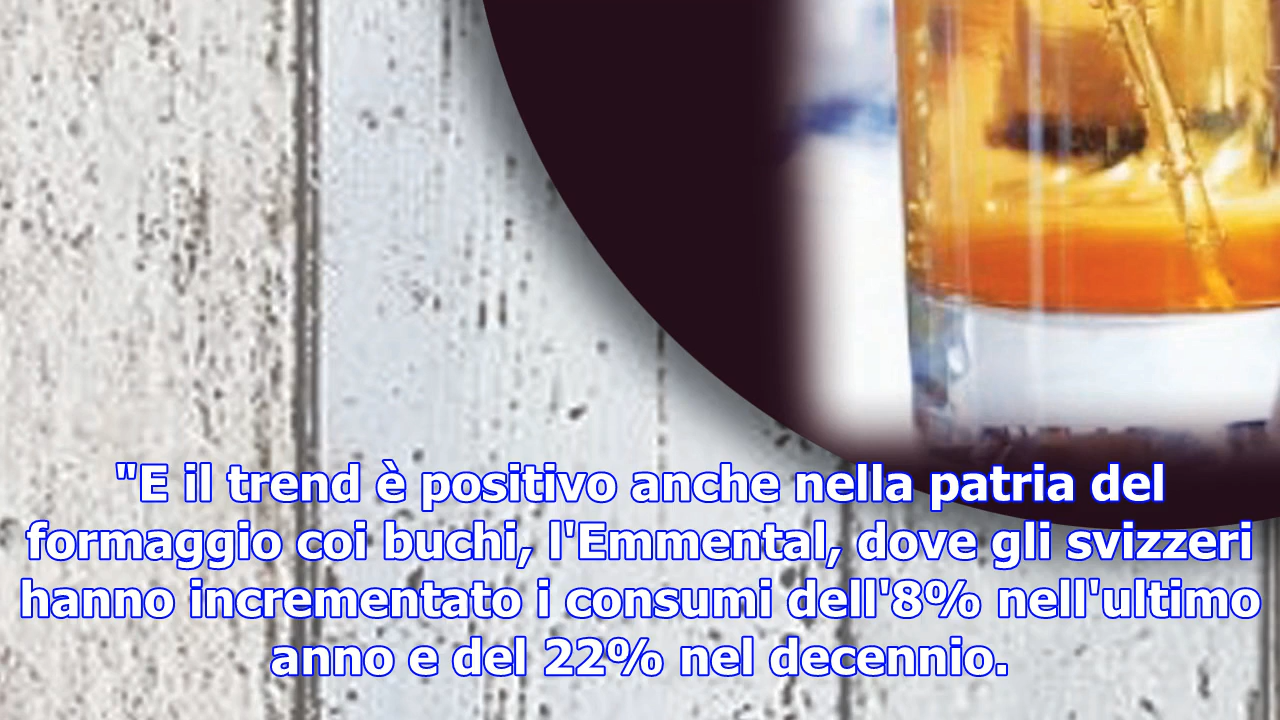 "E il trend è positivo anche nella patria del
formaggio coi buchi, l'Emmental, dove gli svizzeri
hanno incrementato i consumi dell'8% nell'ultimo
anno e del 22% nel decennio.